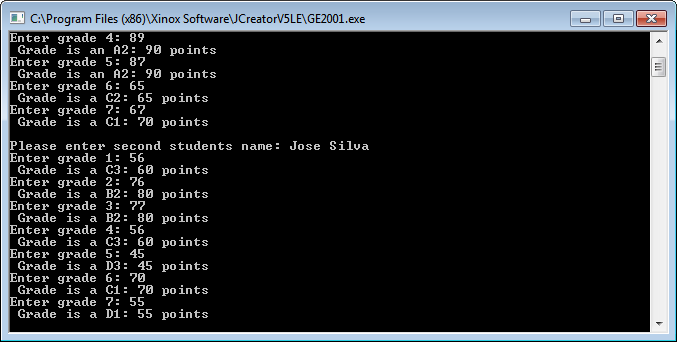 C:\Program Files (x86)\Xinox Software\JCreatorV5LE\GE2001.exe
Enter grade 4: 89
 Grade is an A2: 90 points
Enter grade 5: 87
 Grade is an A2: 90 points
Enter grade 6: 65
 Grade is a C2: 65 points
Enter grade 7: 67
 Grade is a C1: 70 points

Please enter second students name: Jose Silva
Enter grade 1: 56
 Grade is a C3: 60 points
Enter grade 2: 76
 Grade is a B2: 80 points
Enter grade 3: 77
 Grade is a B2: 80 points
Enter grade 4: 56
 Grade is a C3: 60 points
Enter grade 5: 45
 Grade is a D3: 45 points
Enter grade 6: 70
 Grade is a C1: 70 points
Enter grade 7: 55
 Grade is a D1: 55 points